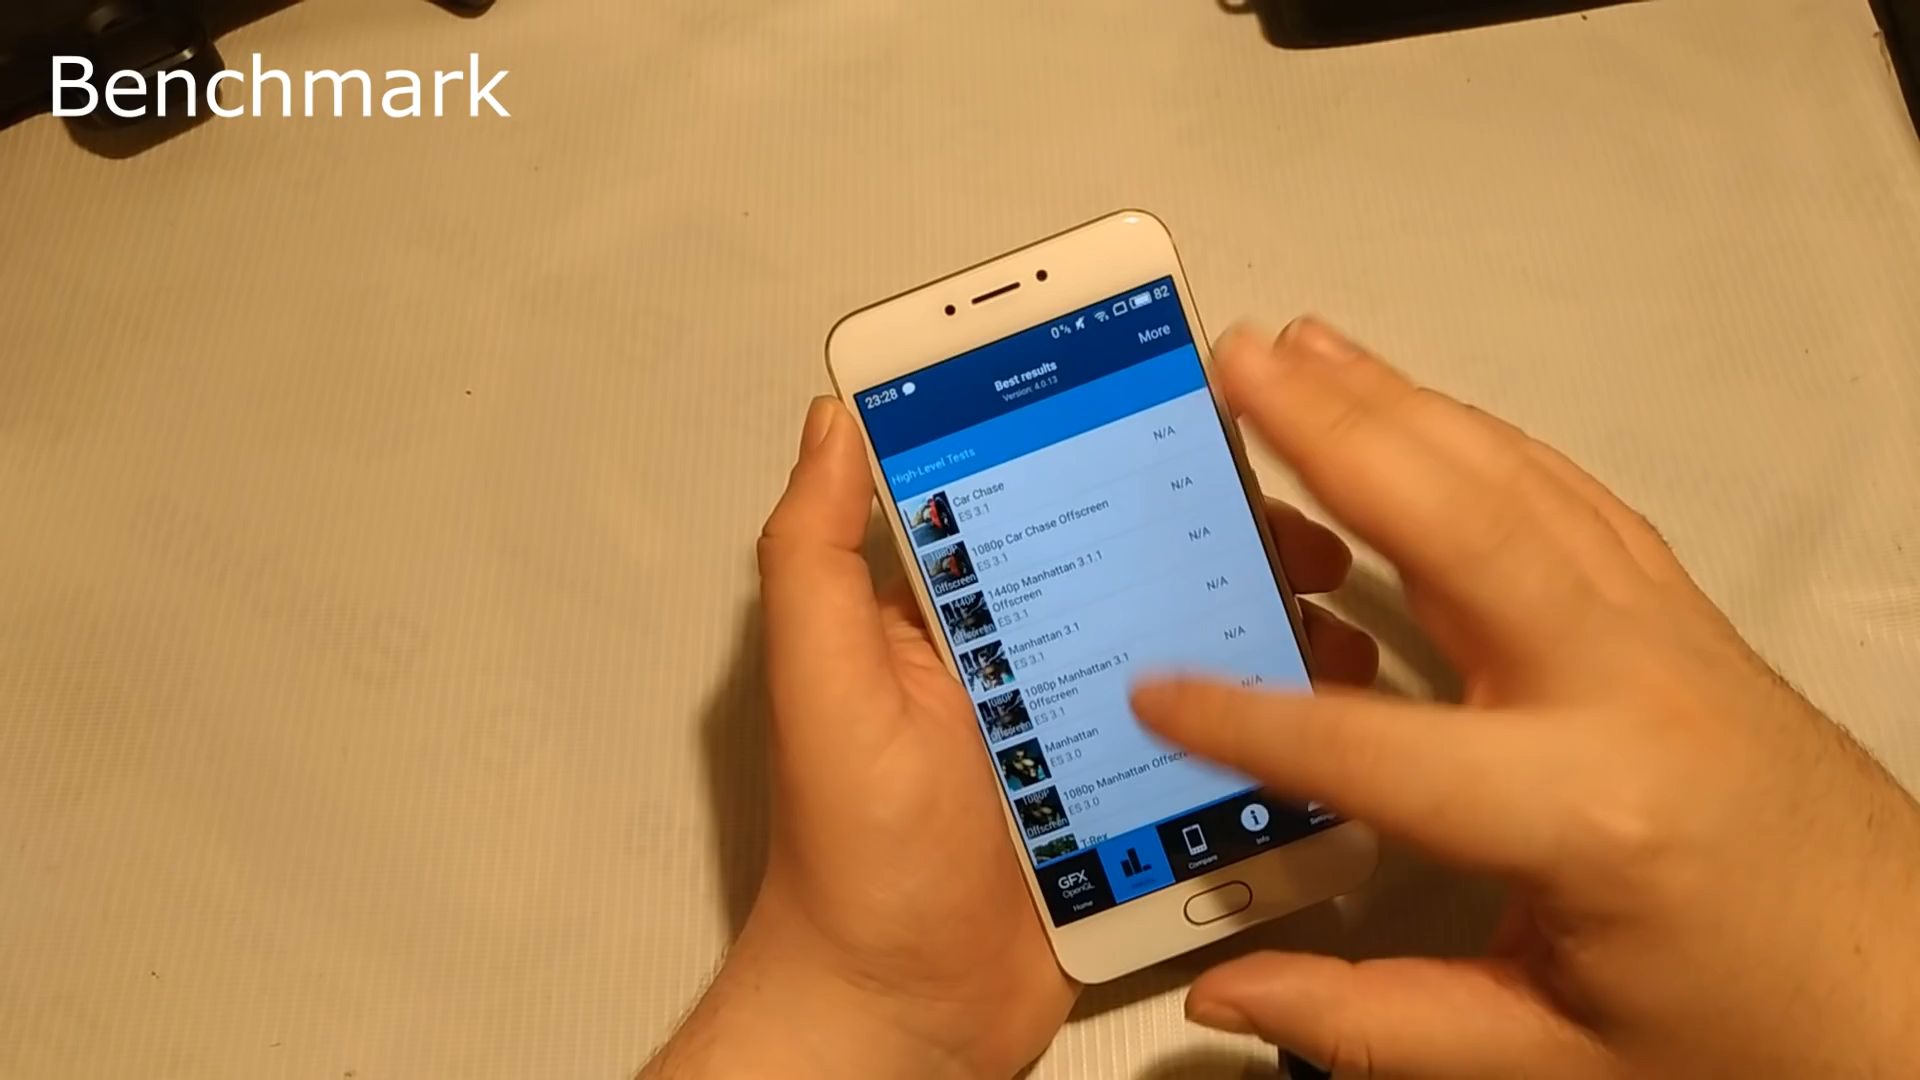 Benchmark
23:28
0% 82
Best results
Version: 4.0.13
More
High-Level Tests
Car Chase
ES 3.1
N/A
1080p Car Chase Offscreen
ES 3.1
N/A
Offscreen
1440p Manhattan 3.1.1
Offscreen
ES 3.1
N/A
1440P
Offscreen
Manhattan 3.1
ES 3.1
N/A
1080p Manhattan 3.1
Offscreen
ES 3.1
N/A
1080P
Offscreen
Manhattan
ES 3.0
N/A
1080p Manhattan Offscre
ES 3.0
1080P
Offscreen
T-Rex
GFX
OpenGL
Home
Compare
Info